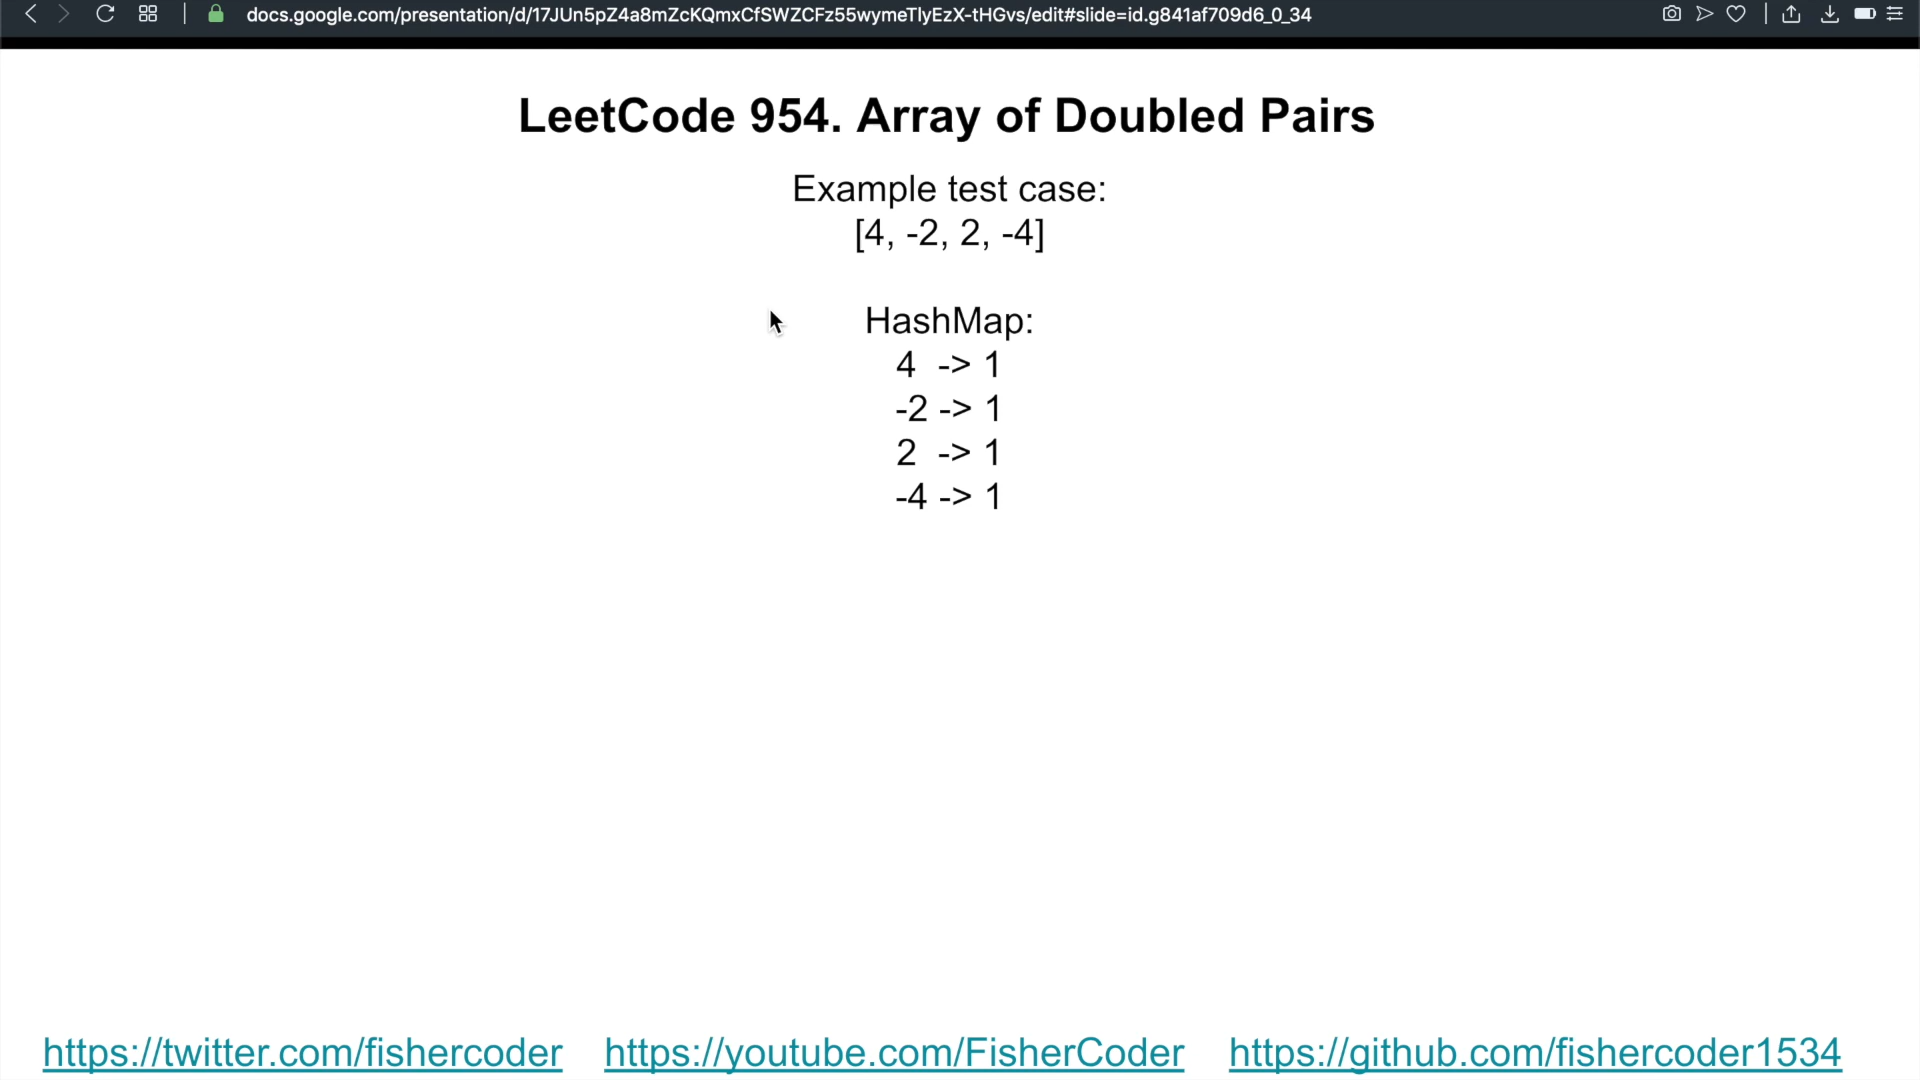 docs.google.com/presentation/d/17JUn5pZ4a8mZcKQmxCfSWZCFz55wymeTlyEzX-tHGvs/edit#slide=id.g841af709d6_0_34
LeetCode 954. Array of Doubled Pairs
Example test case:
[4, -2, 2, -4]
HashMap:
4 -> 1
-2 -> 1
2 -> 1
-4 -> 1
https://twitter.com/fishercoder https://youtube.com/FisherCoder https://github.com/fishercoder1534